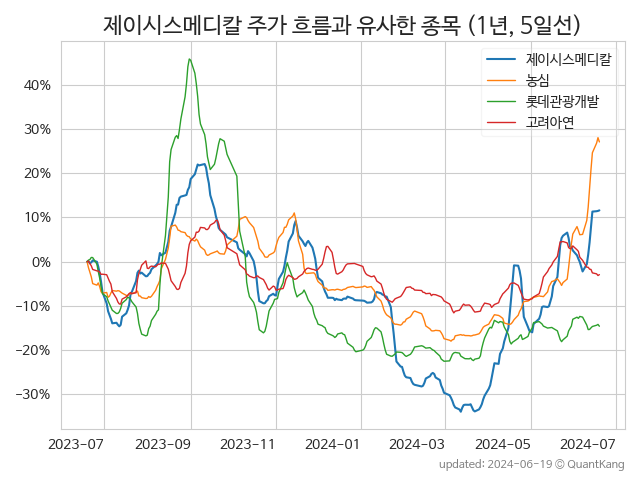 제이시스메디칼 주가 흐름과 유사한 종목 (1년, 5일선)
제이시스메디칼
농심
롯데관광개발
고려아연
40%
30%
20%
10%
0%
−10%
−20%
−30%
2023-07 2023-09 2023-11 2024-01 2024-03 2024-05 2024-07
updated: 2024-06-19 © QuantKang